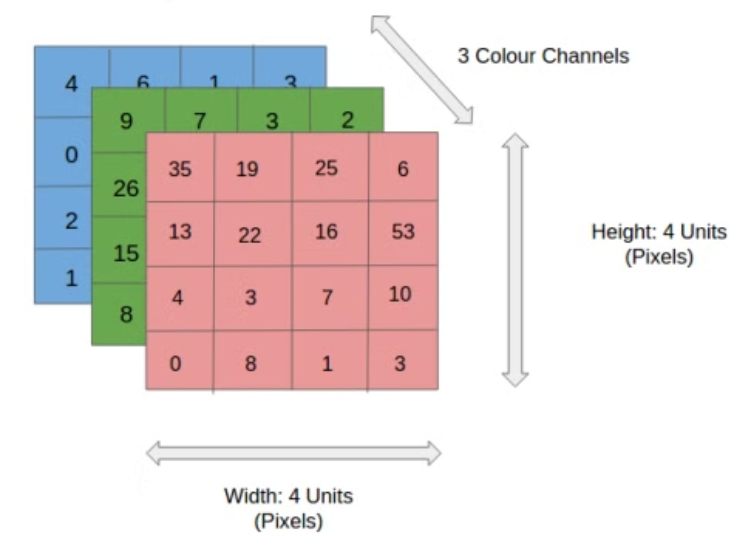 3 Colour Channels
4 6 1 3
9 7 3 2
0
35 19 25 6
26
13 22 16 53
2
Height: 4 Units
(Pixels)
15
1
4 3 7 10
8
0 8 1 3
Width: 4 Units
(Pixels)